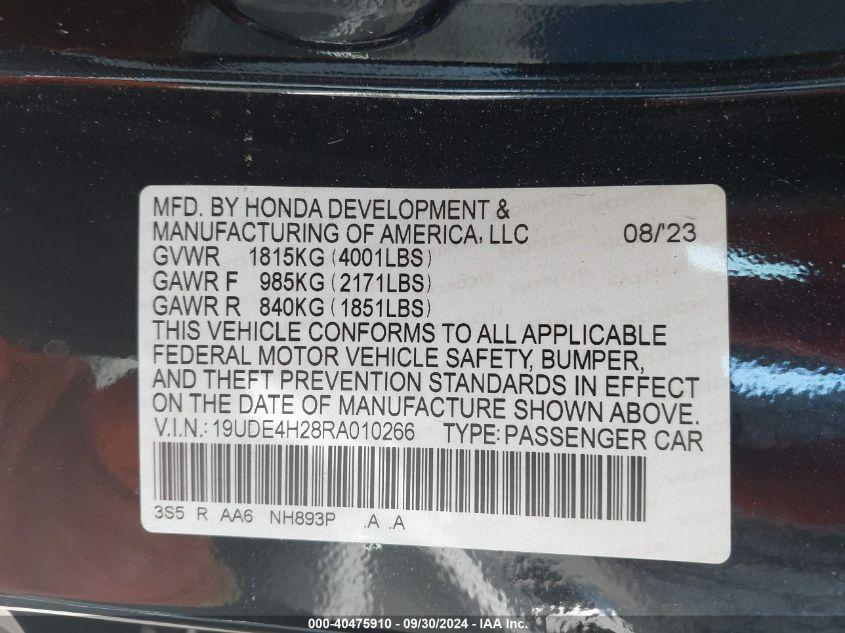 MFD. BY HONDA DEVELOPMENT &
MANUFACTURING OF AMERICA, LLC 08/'23
GVWR 1815KG (4001LBS)
GAWR F 985KG (2171LBS)
GAWR R 840KG (1851LBS)
THIS VEHICLE CONFORMS TO ALL APPLICABLE
FEDERAL MOTOR VEHICLE SAFETY, BUMPER,
AND THEFT PREVENTION STANDARDS IN EFFECT
ON THE DATE OF MANUFACTURE SHOWN ABOVE.
V.I.N.: 19UDE4H28RA010266 TYPE: PASSENGER CAR
3S5 R AA6 NH893P .A .A
000-40475910 - 09/30/2024 - IAA Inc.